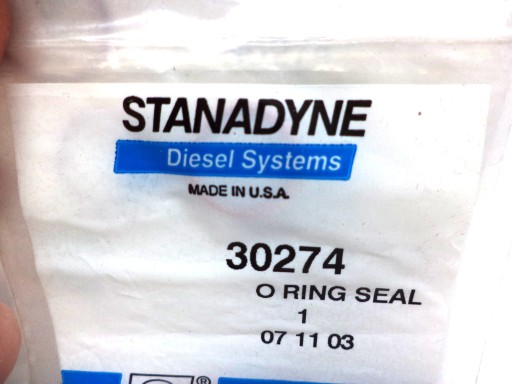 STANADYNE
Diesel Systems
MADE IN U.S.A.
30274
O RING SEAL
1
07 11 03
®